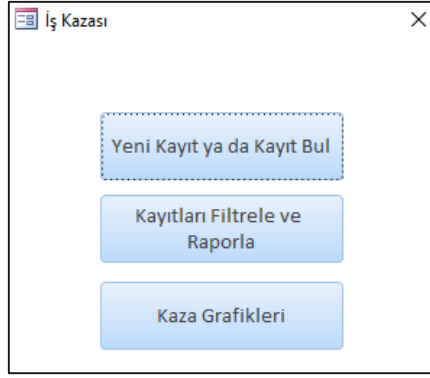 İş Kazası
Yeni Kayıt ya da Kayıt Bul
Kayıtları Filtrele ve
Raporla
Kaza Grafikleri